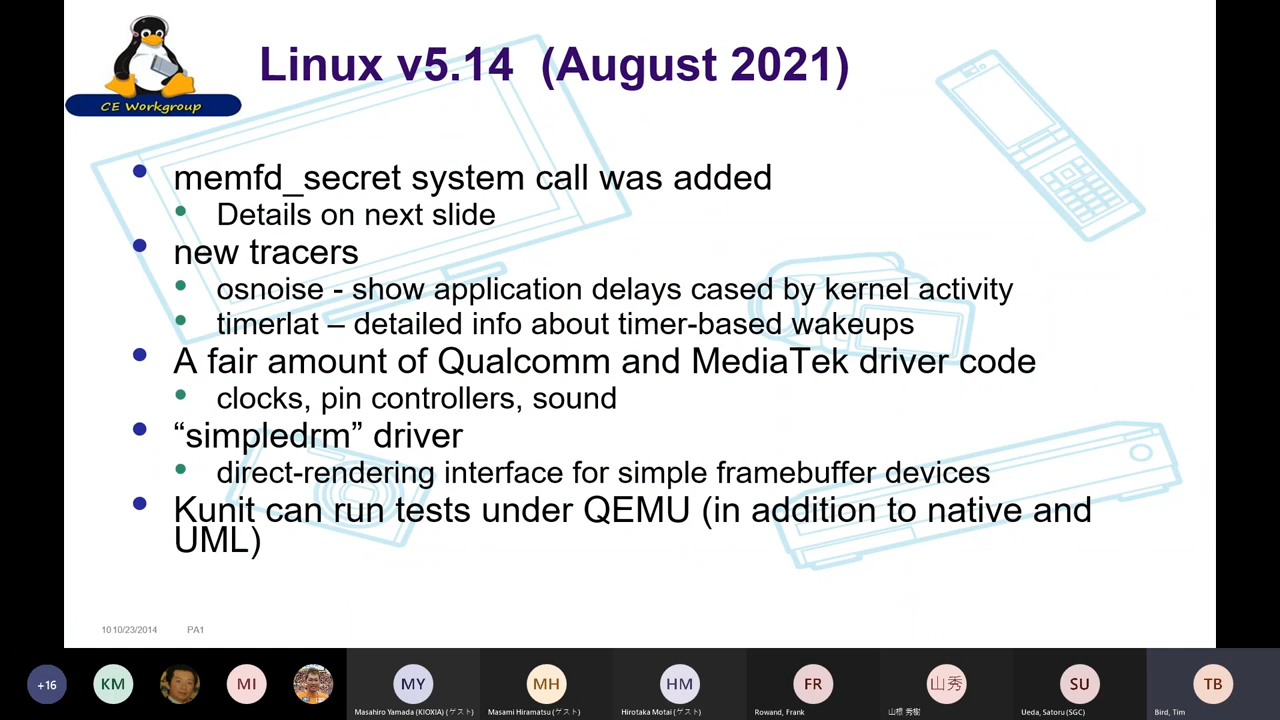 CE Workgroup
Linux v5.14 (August 2021)
memfd_secret system call was added
Details on next slide
new tracers
osnoise - show application delays cased by kernel activity
timerlat – detailed info about timer-based wakeups
A fair amount of Qualcomm and MediaTek driver code
clocks, pin controllers, sound
“simpledrm” driver
direct-rendering interface for simple framebuffer devices
Kunit can run tests under QEMU (in addition to native and
UML)
10 10/23/2014 PA1
+16 KM MI MY MH HM FR 山秀 SU TB
Masahiro Yamada (KIOXIA) (ゲスト) Masami Hiramatsu (ゲスト) Hirotaka Motai (ゲスト) Rowand, Frank 山根 秀樹 Ueda, Satoru (SGC) Bird, Tim